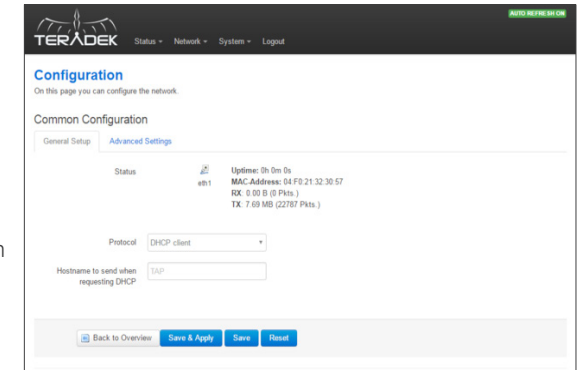 AUTO REFRESH ON
TERΛDEK Status Network System Logout
Configuration
On this page you can configure the network.
Common Configuration
General Setup Advanced Settings
Status
eth1
Uptime: 0h 0m 0s
MAC-Address: 04:F0:21:32:30:57
RX: 0.00 B (0 Pkts.)
TX: 7.69 MB (22787 Pkts.)
Protocol DHCP client
Hostname to send when requesting DHCP
TAP
Back to Overview Save & Apply Save Reset